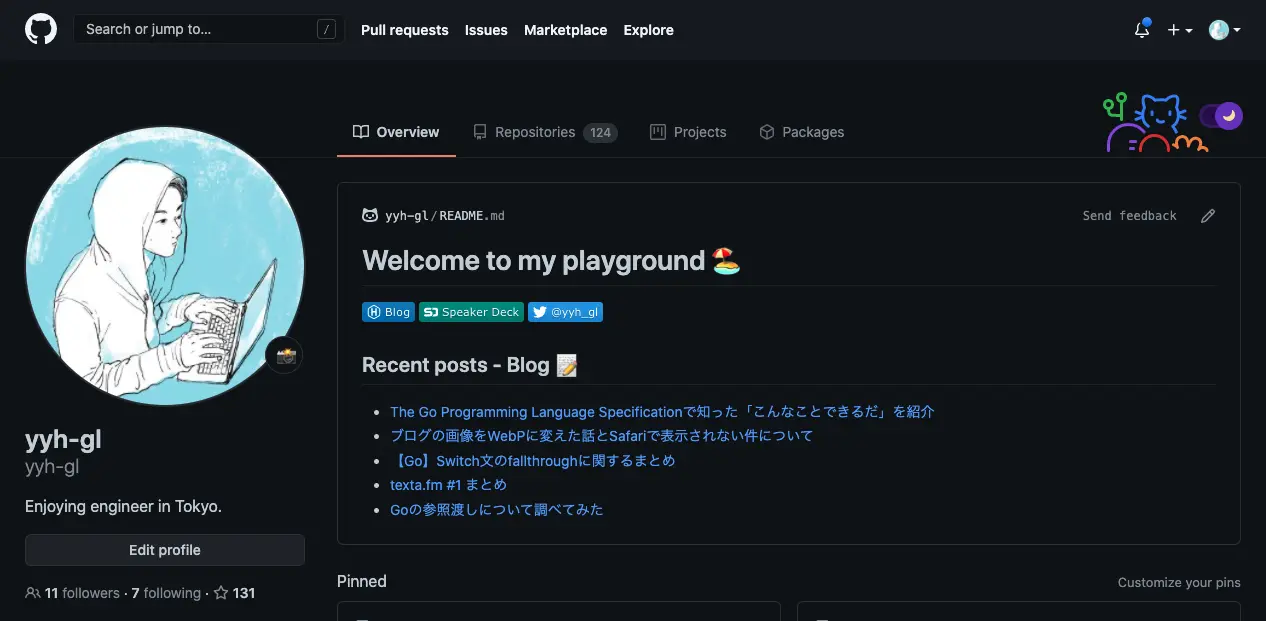 Search or jump to... /
Pull requests Issues Marketplace Explore
Overview Repositories 124 Projects Packages
yyh-gl/README.md Send feedback
Welcome to my playground 🏖️
Blog Speaker Deck @yyh_gl
Recent posts - Blog 📝
The Go Programming Language Specificationで知った「こんなことできるだ」を紹介
ブログの画像をWebPに変えた話とSafariで表示されない件について
【Go】Switch文のfallthroughに関するまとめ
texta.fm #1 まとめ
Goの参照渡しについて調べてみた
yyh-gl
yyh-gl
Enjoying engineer in Tokyo.
Edit profile
11 followers · 7 following · 131
Pinned Customize your pins